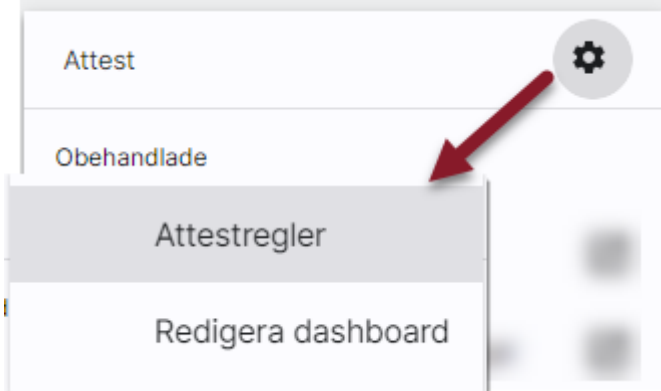 Attest
Obehandlade
Attestregler
Redigera dashboard